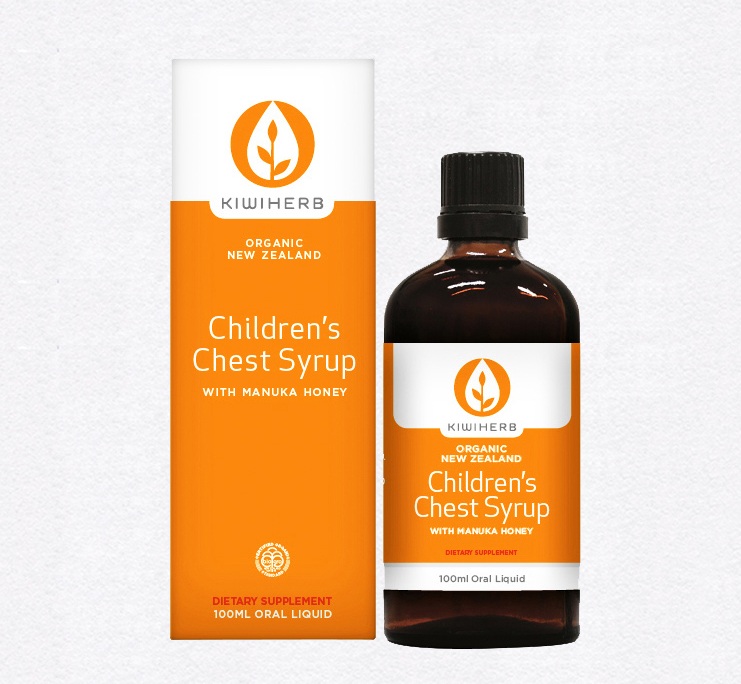 KIWIHERB
ORGANIC
NEW ZEALAND
Children's
Chest Syrup
WITH MANUKA HONEY
DIETARY SUPPLEMENT
100ML ORAL LIQUID
KIWIHERB
ORGANIC
NEW ZEALAND
Children's
Chest Syrup
WITH MANUKA HONEY
DIETARY SUPPLEMENT
100ml Oral Liquid